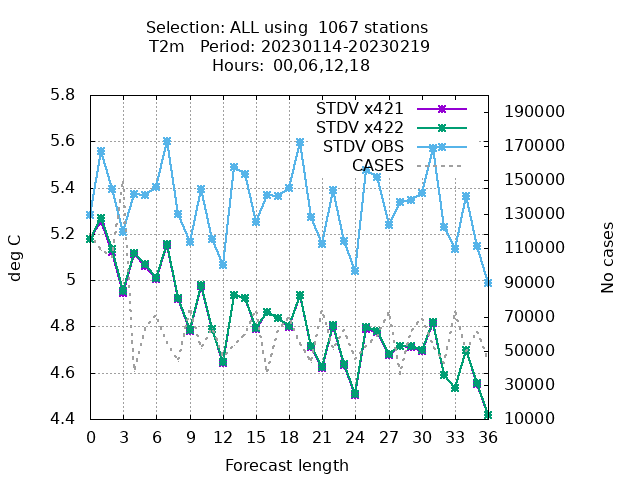 Selection: ALL using  1067 stations
T2m   Period: 20230114-20230219
Hours:  00,06,12,18
STDV x421
STDV x422
STDV OBS
CASES
deg C
5.8
5.6
5.4
5.2
5
4.8
4.6
4.4
No cases
190000
170000
150000
130000
110000
90000
70000
50000
30000
10000
0 3 6 9 12 15 18 21 24 27 30 33 36
Forecast length